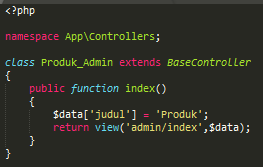 <?php
namespace App\Controllers;
class Produk_Admin extends BaseController
{
public function index()
{
$data['judul'] = 'Produk';
return view('admin/index',$data);
}
}